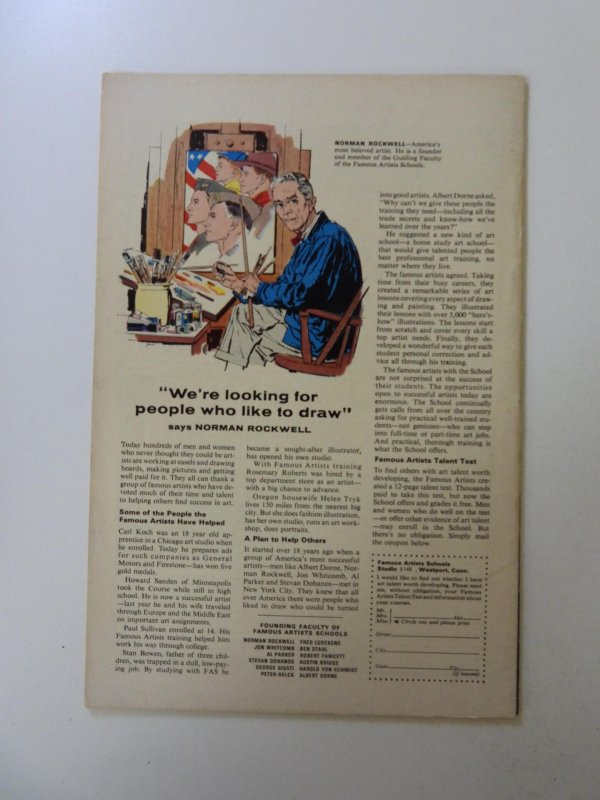 NORMAN ROCKWELL—America's
most beloved artist. He is a founder
and member of the Guiding Faculty
of the Famous Artists Schools.
"We're looking for
people who like to draw"
says NORMAN ROCKWELL
Today hundreds of men and women
who never thought they could be art-
ists are working at easels and drawing
boards, making pictures and getting
well paid for it. They all can thank a
group of famous artists who have de-
voted much of their time and talent
to helping others find success in art.
Some of the People the
Famous Artists Have Helped
Carl Koch was an 18 year old ap-
prentice in a Chicago art studio when
he enrolled. Today he prepares ads
for such companies as General
Motors and Firestone—has won five
gold medals.
Howard Sanden of Minneapolis
took the Course while still in high
school. He is now a successful artist
—last year he and his wife traveled
through Europe and the Middle East
on important art assignments.
Paul Sullivan enrolled at 14. His
Famous Artists training helped him
work his way through college.
Stan Bowen, father of three chil-
dren, was trapped in a dull, low-pay-
ing job. By studying with FAS he
became a sought-after illustrator,
has opened his own studio.
With Famous Artists training
Rosemary Roberts was hired by a
top department store as an artist—
with a big chance to advance.
Oregon housewife Helen Tryk
lives 150 miles from the nearest big
city. But she does fashion illustration,
has her own studio, runs an art work-
shop, does portraits.
A Plan to Help Others
It started over 18 years ago when a
group of America's most successful
artists—men like Albert Dorne, Nor-
man Rockwell, Jon Whitcomb, Al
Parker and Stevan Dohanos—met in
New York City. They knew that all
over America there were people who
liked to draw who could be turned
FOUNDING FACULTY OF
FAMOUS ARTISTS SCHOOLS
NORMAN ROCKWELL FRED LUDEKENS
JON WHITCOMB BEN STAHL
AL PARKER ROBERT FAWCETT
STEVAN DOHANOS AUSTIN BRIGGS
GEORGE GIUSTI HAROLD VON SCHMIDT
PETER HELCK ALBERT DORNE
into good artists. Albert Dorne asked,
"Why can't we give these people the
training they need—including all the
trade secrets and know-how we've
learned over the years?"
He suggested a new kind of art
school—a home study art school—
that would give talented people the
best professional art training, no
matter where they live.
The famous artists agreed. Taking
time from their busy careers, they
created a remarkable series of art
lessons covering every aspect of draw-
ing and painting. They illustrated
their lessons with over 5,000 "here's-
how" illustrations. The lessons start
from scratch and cover every skill a
top artist needs. Finally, they de-
veloped a wonderful way to give each
student personal correction and ad-
vice all through his training.
The famous artists with the School
are not surprised at the success of
their students. The opportunities
open to successful artists today are
enormous. The School continually
gets calls from all over the country
asking for practical well-trained stu-
dents—not geniuses—who can step
into full-time or part-time art jobs.
And practical, thorough training is
what the School offers.
Famous Artists Talent Test
To find others with art talent worth
developing, the Famous Artists cre-
ated a 12-page talent test. Thousands
paid to take this test, but now the
School offers and grades it free. Men
and women who do well on the test
—or offer other evidence of art talent
—may enroll in the School. But
there's no obligation. Simply mail
the coupon below.
Famous Artists Schools
Studio , Westport, Conn.
I would like to find out whether I have
art talent worth developing. Please send
me, without obligation, your Famous
Artists Talent Test and information about
your courses.
Mr.
Mrs. Age
Miss Circle one and please print
Street
City
State Zip
(if known)